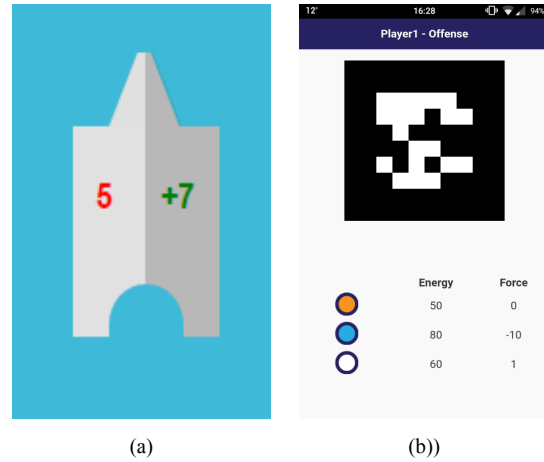 5 +7
12° 16:28 94%
Player1 - Offense
Energy Force
50 0
80 -10
60 1
(a) (b))